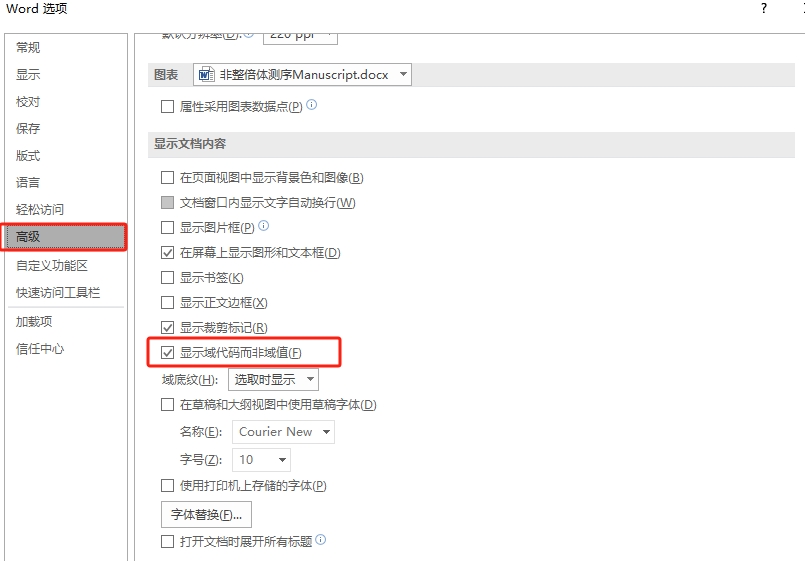 Word 选项
?
常规
显示
校对
保存
版式
语言
轻松访问
高级
自定义功能区
快速访问工具栏
加载项
信任中心
默认分辨率(D): 220 ppi
图表 非整倍体测序Manuscript.docx
属性采用图表数据点(P)
显示文档内容
在页面视图中显示背景色和图像(B)
文档窗口内显示文字自动换行(W)
显示图片框(P)
在屏幕上显示图形和文本框(D)
显示书签(K)
显示正文边框(X)
显示裁剪标记(R)
显示域代码而非域值(F)
域底纹(H): 选取时显示
在草稿和大纲视图中使用草稿字体(D)
名称(E): Courier New
字号(Z): 10
使用打印机上存储的字体(P)
字体替换(F)...
打开文档时展开所有标题